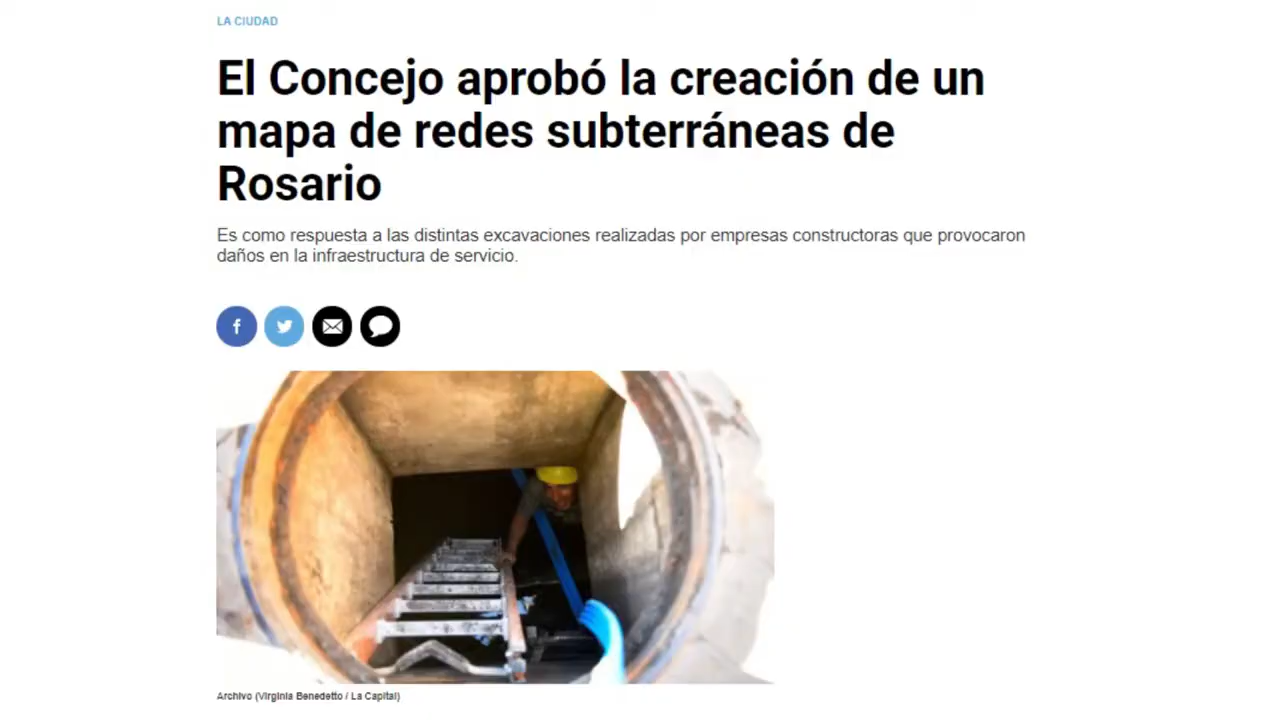 LA CIUDAD
El Concejo aprobó la creación de un
mapa de redes subterráneas de
Rosario
Es como respuesta a las distintas excavaciones realizadas por empresas constructoras que provocaron
daños en la infraestructura de servicio.
Archivo (Virginia Benedetto / La Capital)